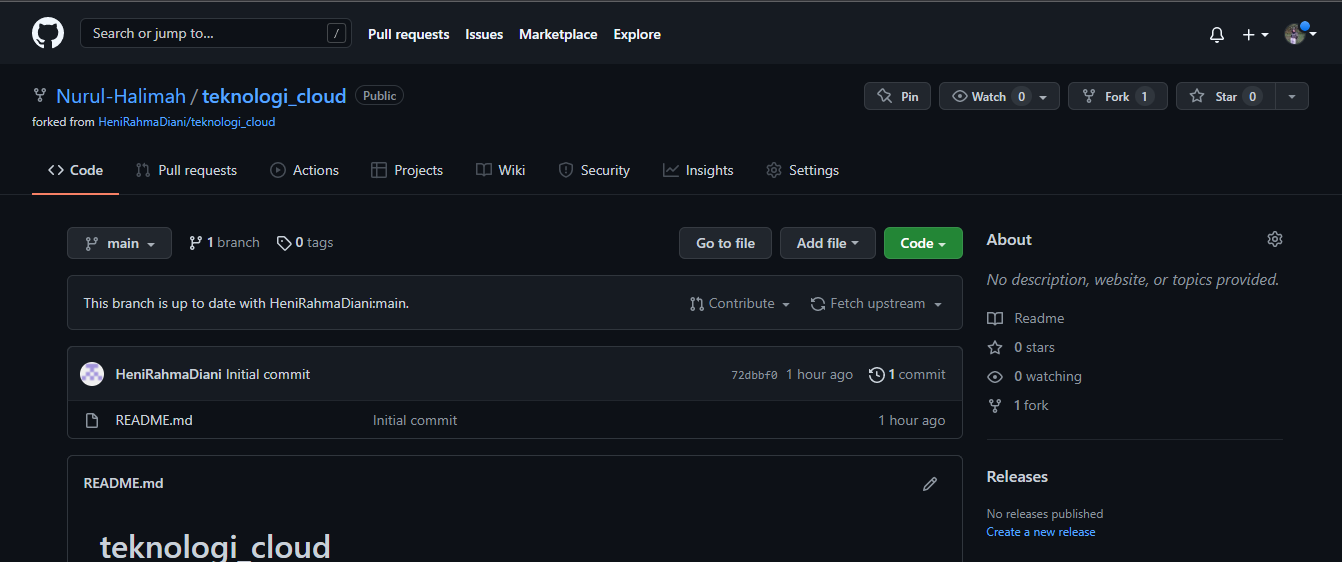 Search or jump to... / Pull requests Issues Marketplace Explore
Nurul-Halimah / teknologi_cloud Public Pin Watch 0 Fork 1 Star 0
forked from HeniRahmaDiani/teknologi_cloud
Code Pull requests Actions Projects Wiki Security Insights Settings
main 1 branch 0 tags Go to file Add file Code
This branch is up to date with HeniRahmaDiani:main. Contribute Fetch upstream
HeniRahmaDiani Initial commit 72dbbf0 1 hour ago 1 commit
README.md Initial commit 1 hour ago
README.md
teknologi_cloud
About
No description, website, or topics provided.
Readme
0 stars
0 watching
1 fork
Releases
No releases published
Create a new release